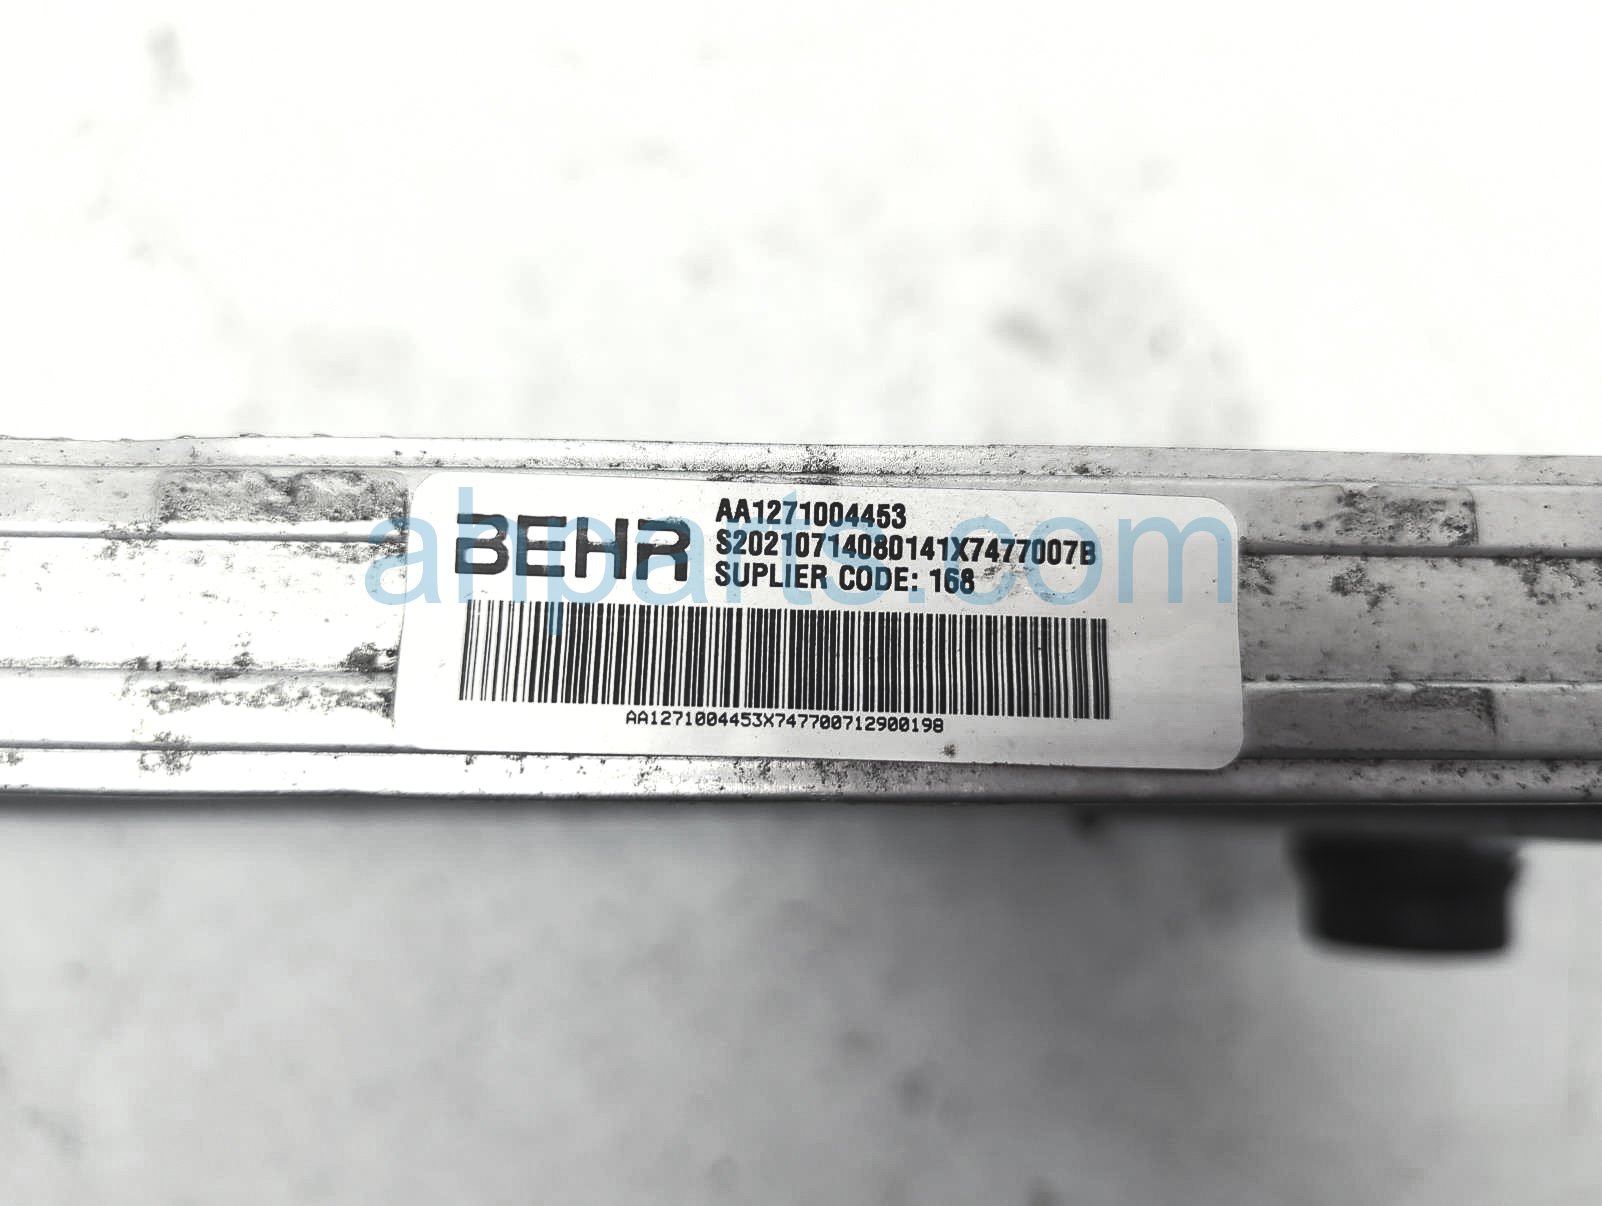 BEHR
AA1271004453
S20210714080141X7477007B
SUPLIER CODE: 168
AA1271004453X747700712900198
ahparts.com